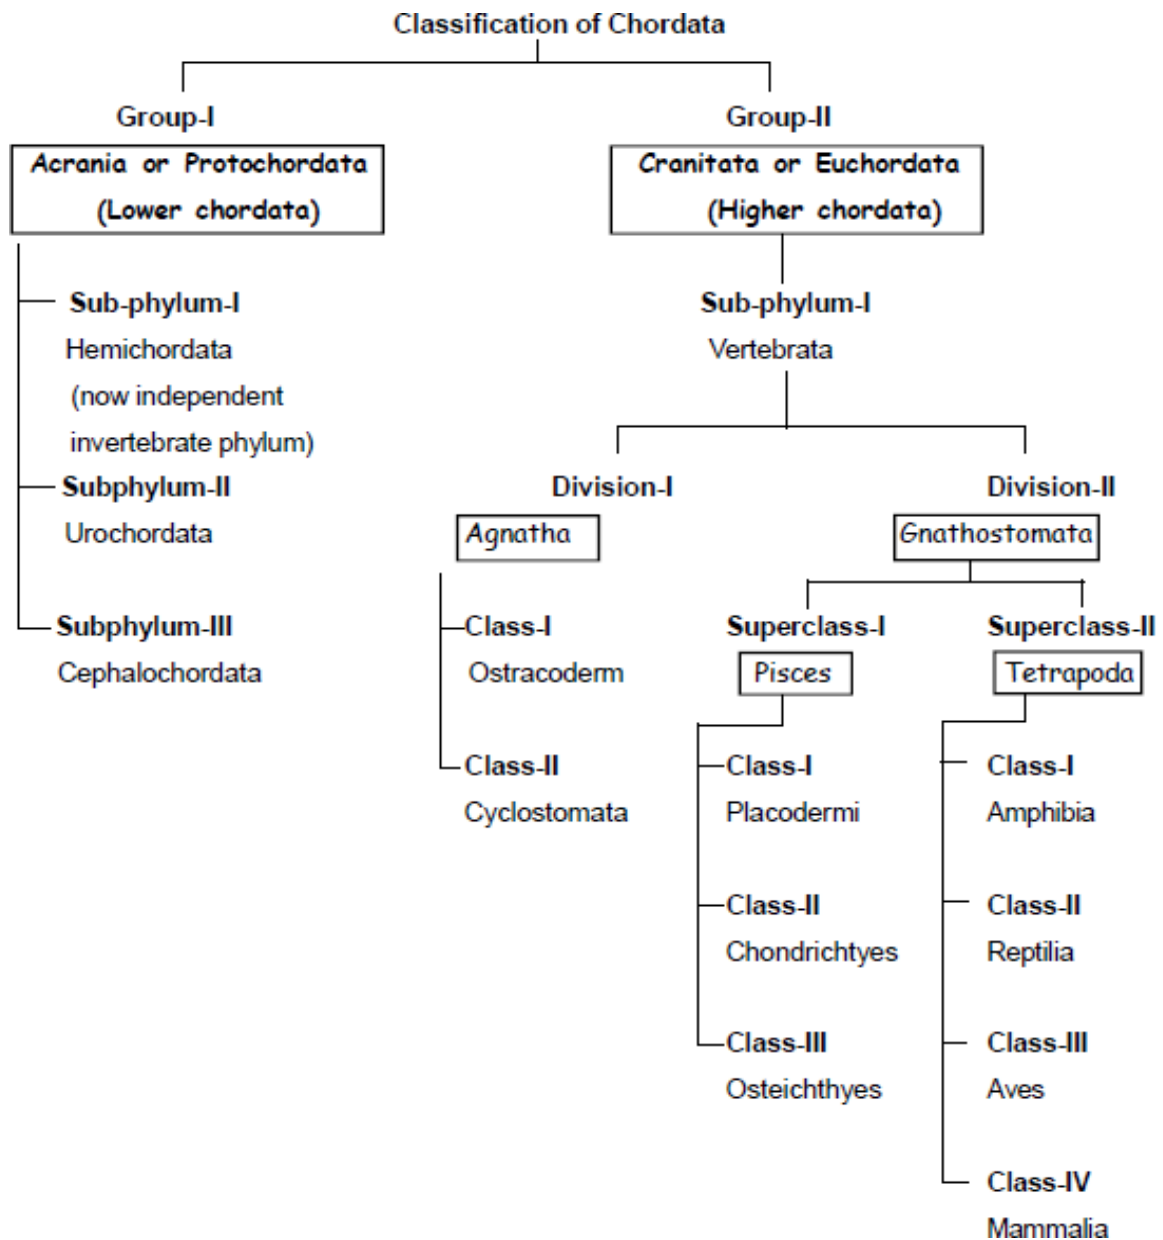 Classification of Chordata
Group-I
Acrania or Protochordata
(Lower chordata)
Sub-phylum-I
Hemichordata
(now independent
invertebrate phylum)
Subphylum-II
Urochordata
Subphylum-III
Cephalochordata
Group-II
Cranitata or Euchordata
(Higher chordata)
Sub-phylum-I
Vertebrata
Division-I
Agnatha
Class-I
Ostracoderm
Class-II
Cyclostomata
Division-II
Gnathostomata
Superclass-I
Pisces
Class-I
Placodermi
Class-II
Chondrichtyes
Class-III
Osteichthyes
Superclass-II
Tetrapoda
Class-I
Amphibia
Class-II
Reptilia
Class-III
Aves
Class-IV
Mammalia